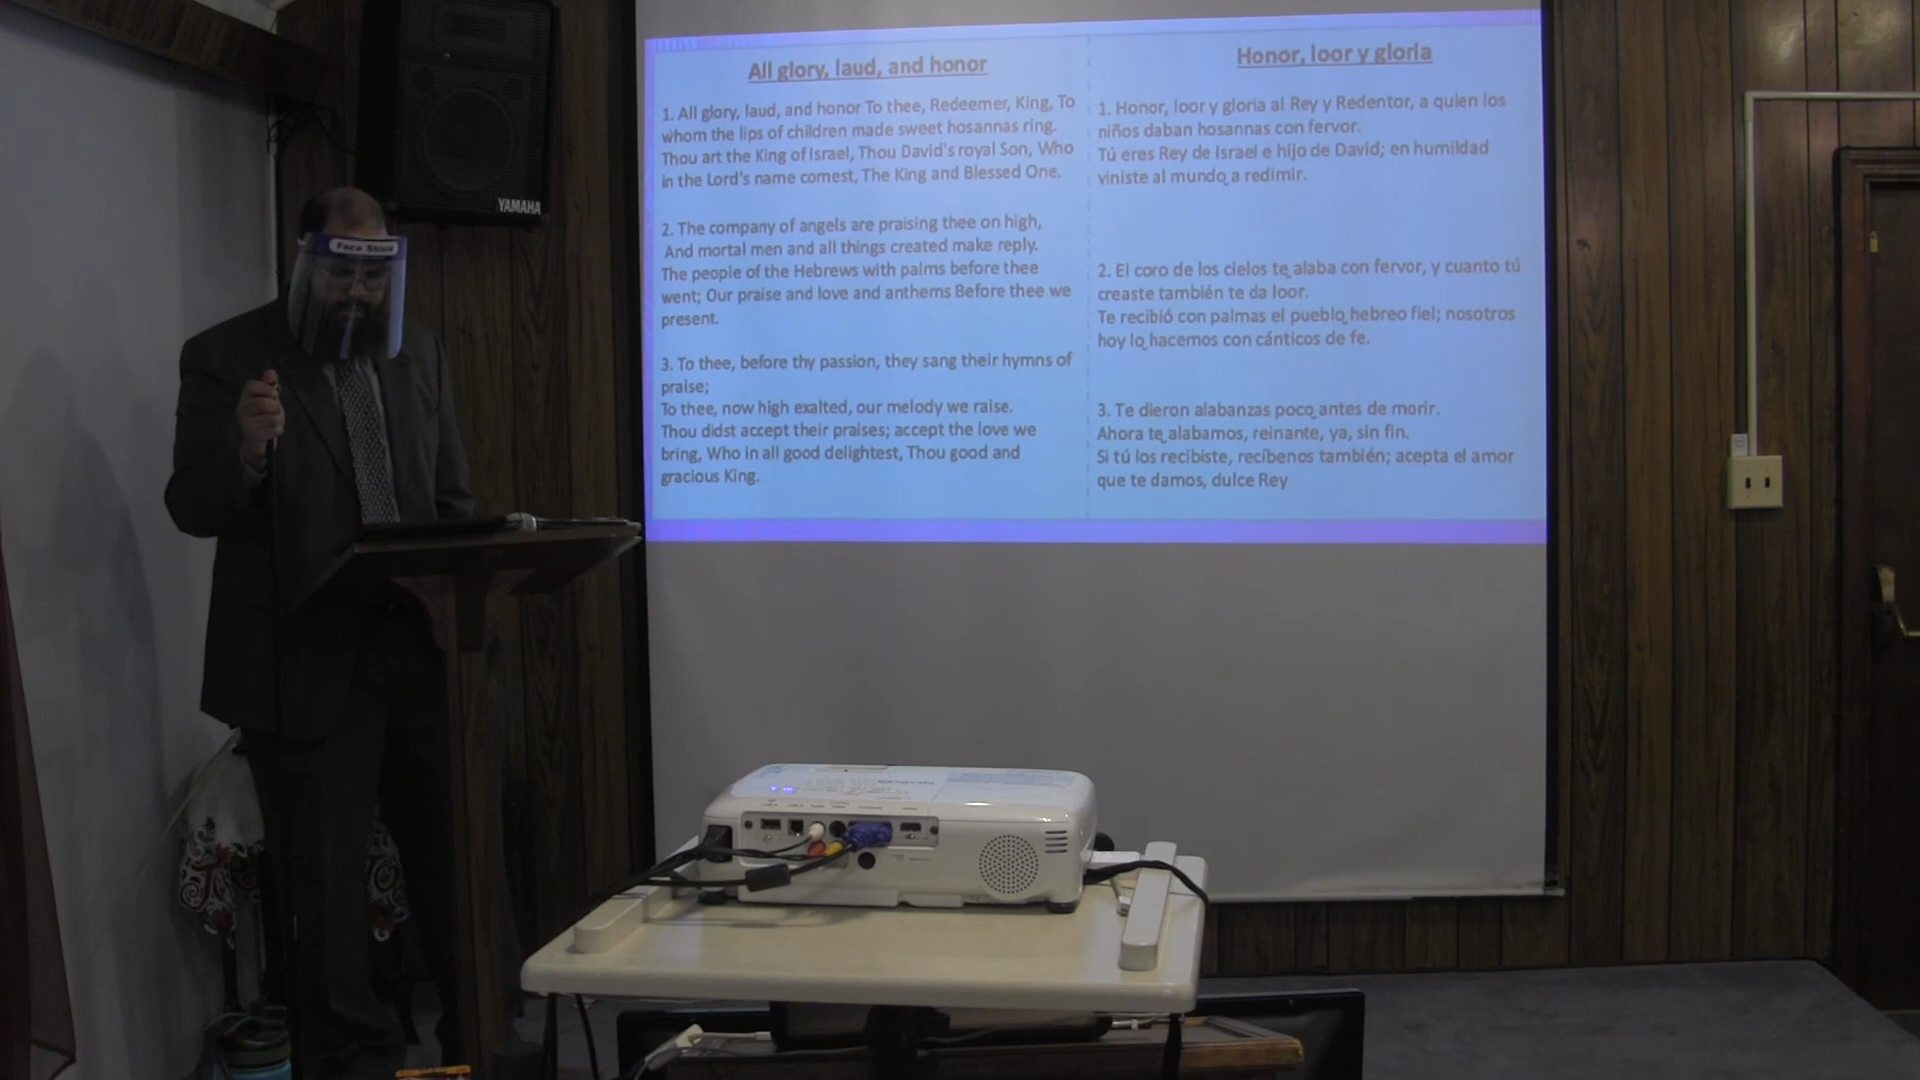 YAMAHA
Face Shield
All glory, laud, and honor
1. All glory, laud, and honor To thee, Redeemer, King, To
whom the lips of children made sweet hosannas ring.
Thou art the King of Israel, Thou David's royal Son, Who
in the Lord's name comest, The King and Blessed One.
2. The company of angels are praising thee on high,
And mortal men and all things created make reply.
The people of the Hebrews with palms before thee
went; Our praise and love and anthems Before thee we
present.
3. To thee, before thy passion, they sang their hymns of
praise;
To thee, now high exalted, our melody we raise.
Thou didst accept their praises; accept the love we
bring, Who in all good delightest, Thou good and
gracious King.
Honor, loor y gloria
1. Honor, loor y gloria al Rey y Redentor, a quien los
niños daban hosannas con fervor.
Tú eres Rey de Israel e hijo de David; en humildad
viniste al mundo‿a redimir.
2. El coro de los cielos te‿alaba con fervor, y cuanto tú
creaste también te da loor.
Te recibió con palmas el pueblo‿hebreo fiel; nosotros
hoy lo‿hacemos con cánticos de fe.
3. Te dieron alabanzas poco‿antes de morir.
Ahora te‿alabamos, reinante, ya, sin fin.
Si tú los recibiste, recíbenos también; acepta el amor
que te damos, dulce Rey